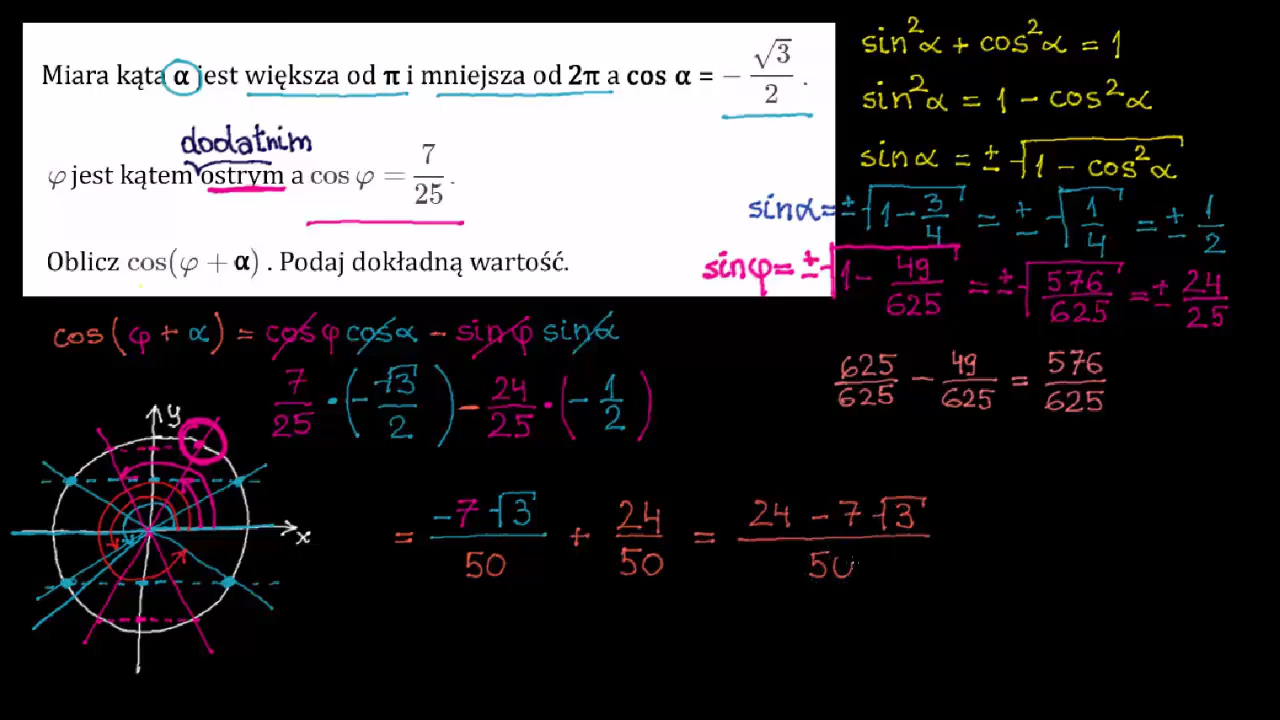 Miara kąta α jest większa od π i mniejsza od 2π a cos α = −√3/2 .
dodatnim
φ jest kątem ostrym a cos φ = 7/25 .
Oblicz cos(φ + α) . Podaj dokładną wartość.
sin²α + cos²α = 1
sin²α = 1 − cos²α
sinα = ±√(1 − cos²α)
sinα = ±√(1 − 3/4) = ±√(1/4) = ± 1/2
sinφ = ±√(1 − 49/625) = ±√(576/625) = ± 24/25
625/625 − 49/625 = 576/625
cos(φ + α) = cosφ cosα − sinφ sinα
7/25 · (−√3/2) − 24/25 · (−1/2)
y
x
= −7√3/50 + 24/50 = 24 − 7√3/50